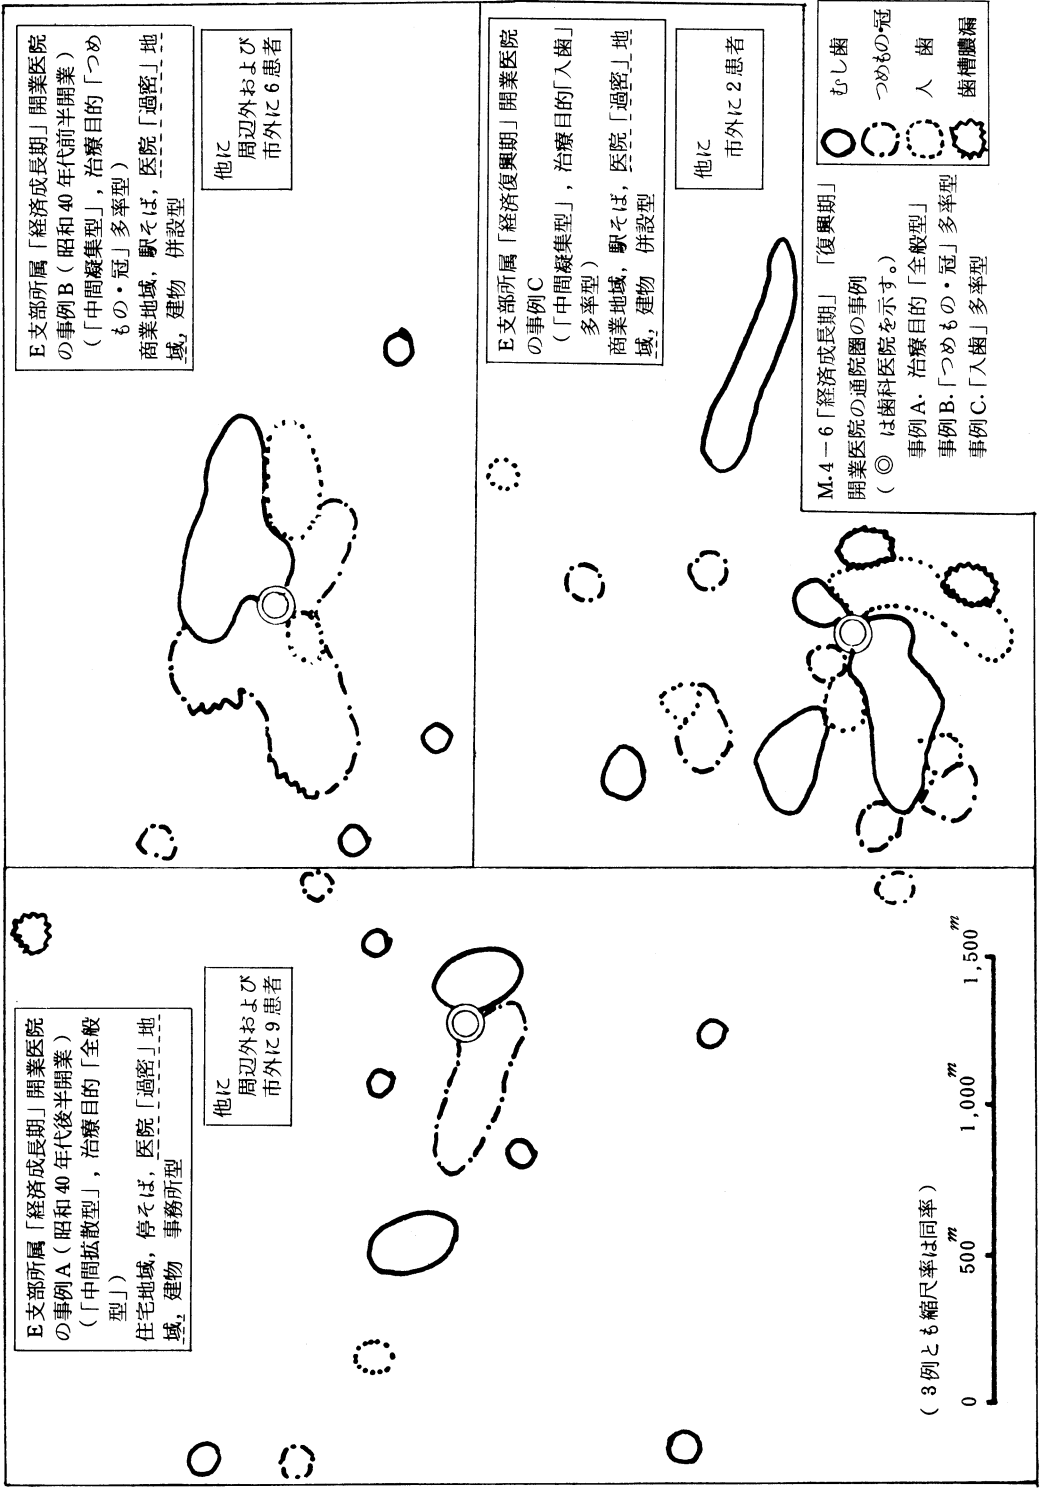 E支部所属「経済成長期」開業医院
の事例A(昭和40年代後半開業)
(「中間拡散型」,治療目的「全般
型」)
住宅地域,停そば,医院「過密」地
域,建物 事務所型
他に
周辺外および
市外に9患者
(3例とも縮尺率は同率)
0 500m 1,000m 1,500m
E支部所属「経済成長期」開業医院
の事例B(昭和40年代前半開業)
(「中間凝集型」,治療目的「つめ
もの・冠」多率型)
商業地域,駅そば,医院「過密」地
域,建物 併設型
他に
周辺外および
市外に6患者
E支部所属「経済復興期」開業医院
の事例C
(「中間凝集型」,治療目的「入歯」
多率型)
商業地域,駅そば,医院「過密」地
域,建物 併設型
他に
市外に2患者
M.4-6「経済成長期」「復興期」
開業医院の通院圏の事例
(◎ は歯科医院を示す。)
事例A.治療目的「全般型」
事例B.「つめもの・冠」多率型
事例C.「入歯」多率型
むし歯
つめもの・冠
入歯
歯槽膿漏